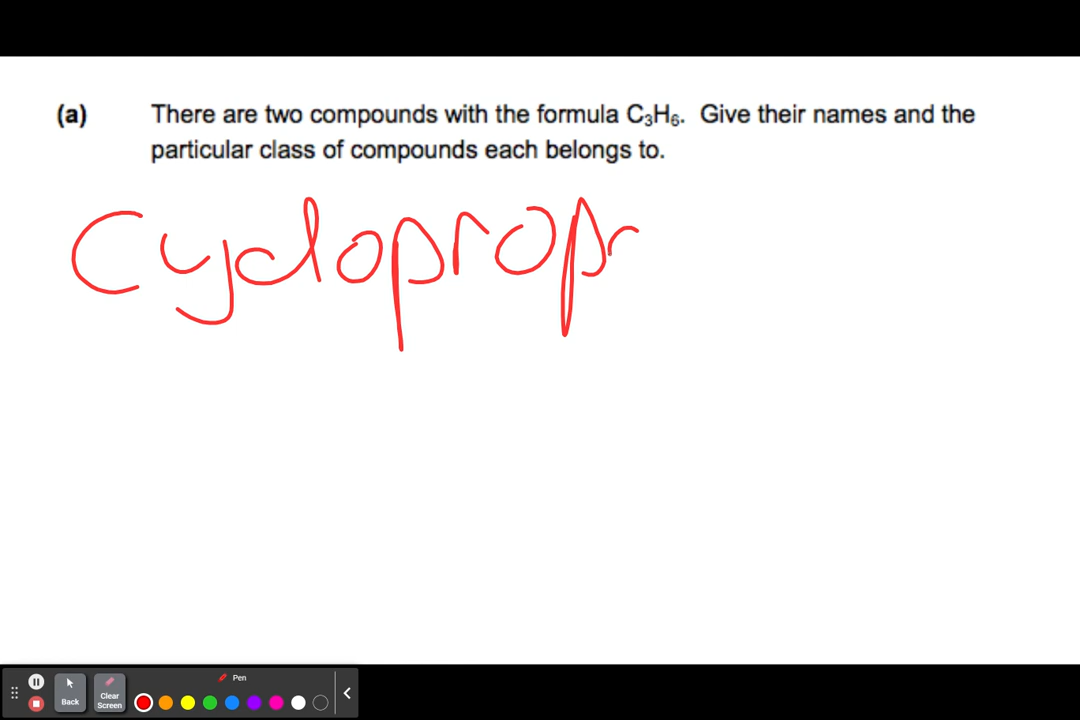 (a) There are two compounds with the formula C₃H₆. Give their names and the
particular class of compounds each belongs to.
Cycloprop
Pen
Back
Clear
Screen